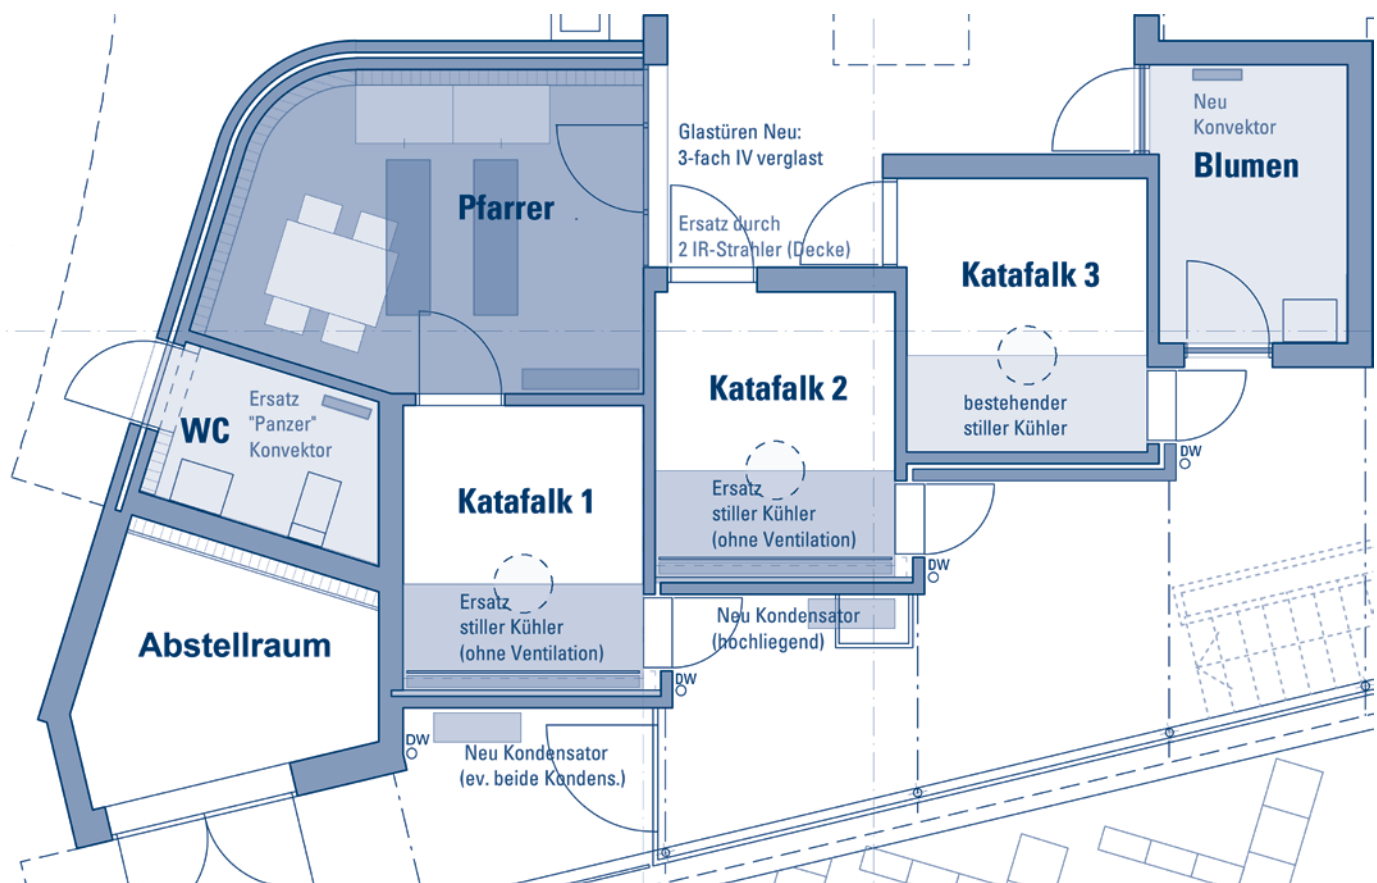 Neu
Konvektor
Blumen
Glastüren Neu:
3-fach IV verglast
Pfarrer
Ersatz durch
2 IR-Strahler (Decke)
Katafalk 3
Katafalk 2
bestehender
stiller Kühler
DW
WC
Ersatz
"Panzer"
Konvektor
Katafalk 1
Ersatz
stiller Kühler
(ohne Ventilation)
DW
Ersatz
stiller Kühler
(ohne Ventilation)
Neu Kondensator
(hochliegend)
Abstellraum
DW
DW
Neu Kondensator
(ev. beide Kondens.)